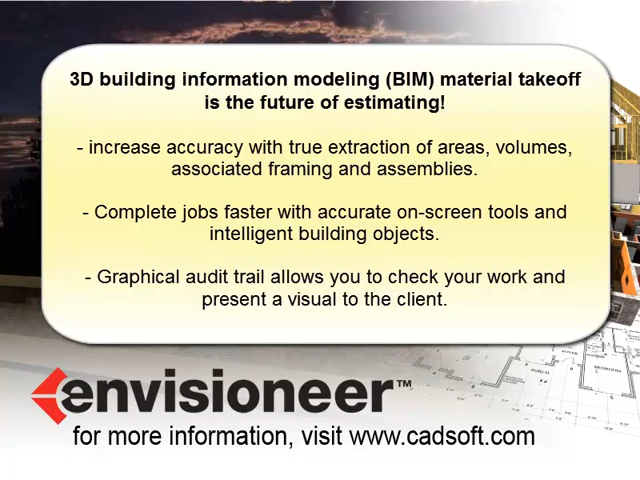 3D building information modeling (BIM) material takeoff
is the future of estimating!
- increase accuracy with true extraction of areas, volumes,
associated framing and assemblies.
- Complete jobs faster with accurate on-screen tools and
intelligent building objects.
- Graphical audit trail allows you to check your work and
present a visual to the client.
PORCH
FOYER
BEDROOM
envisioneer™
for more information, visit www.cadsoft.com